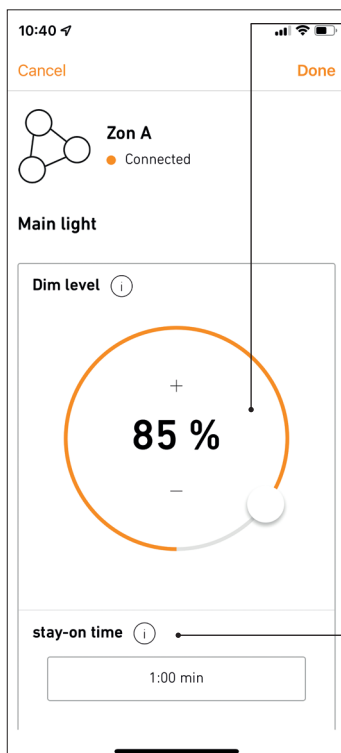 10:40
Cancel Done
Zon A
Connected
Main light
Dim level i
+
85 %
−
stay-on time i
1:00 min